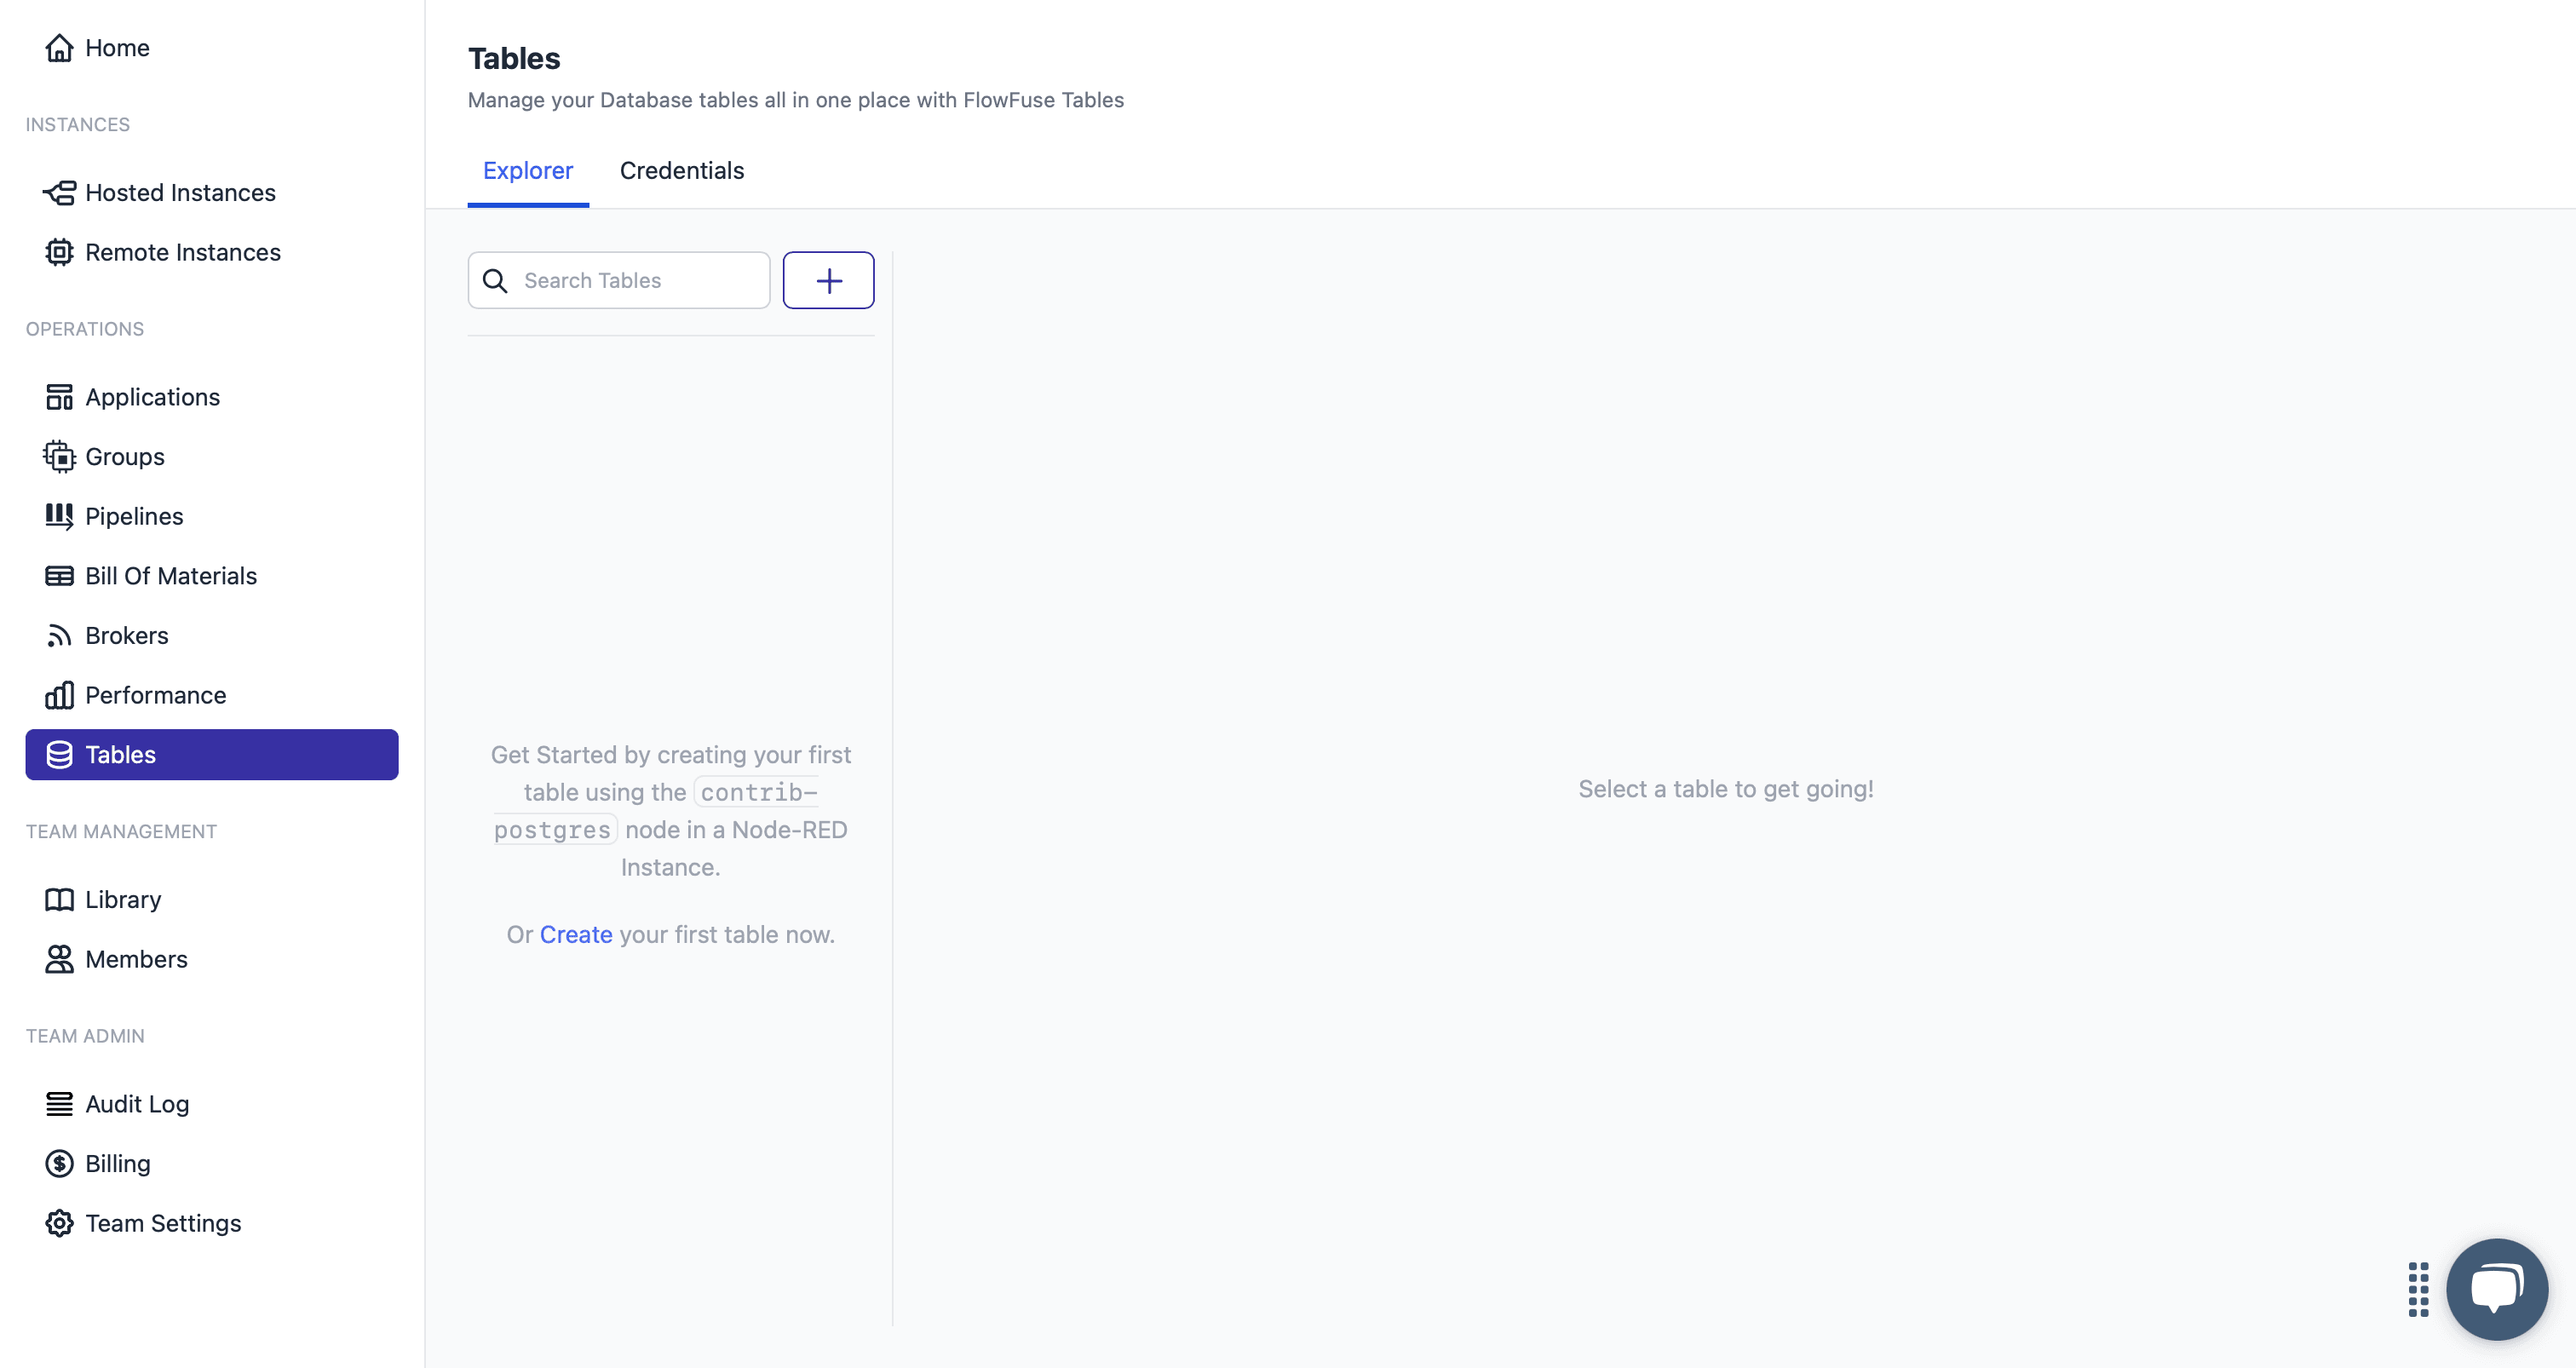 Home
INSTANCES
Hosted Instances
Remote Instances
OPERATIONS
Applications
Groups
Pipelines
Bill Of Materials
Brokers
Performance
Tables
TEAM MANAGEMENT
Library
Members
TEAM ADMIN
Audit Log
Billing
Team Settings
Tables
Manage your Database tables all in one place with FlowFuse Tables
Explorer
Credentials
Search Tables
Get Started by creating your first
table using the contrib-
postgres node in a Node-RED
Instance.
Or Create your first table now.
Select a table to get going!